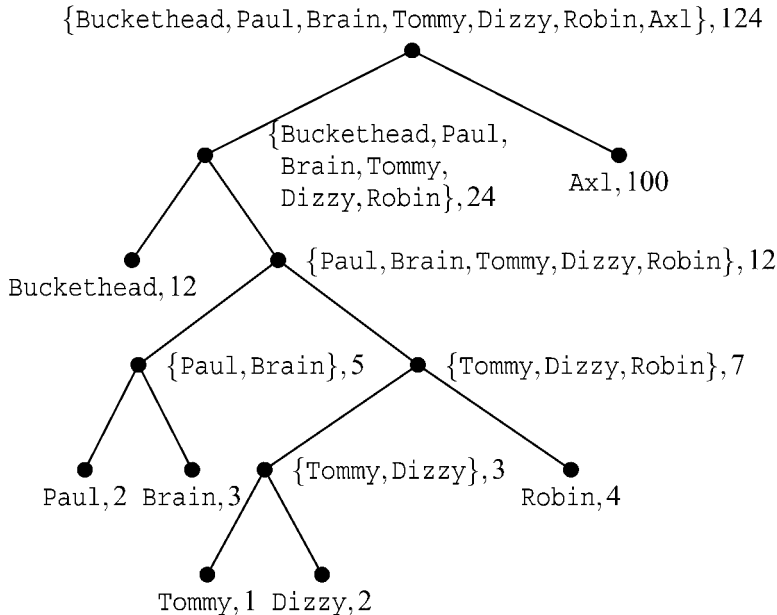 {Buckethead,Paul,Brain,Tommy,Dizzy,Robin,Axl},124
{Buckethead,Paul,
Brain,Tommy,
Dizzy,Robin},24
Axl,100
Buckethead,12
{Paul,Brain,Tommy,Dizzy,Robin},12
{Paul,Brain},5
{Tommy,Dizzy,Robin},7
Paul,2
Brain,3
{Tommy,Dizzy},3
Robin,4
Tommy,1
Dizzy,2